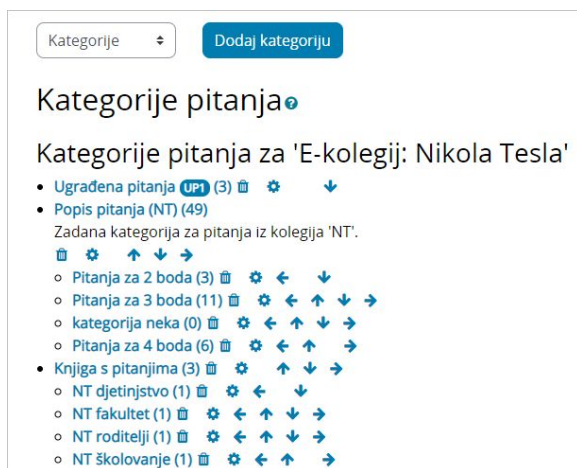 Kategorije
Dodaj kategoriju
Kategorije pitanja
Kategorije pitanja za 'E-kolegij: Nikola Tesla'
Ugrađena pitanja UP1 (3)
Popis pitanja (NT) (49)
Zadana kategorija za pitanja iz kolegija 'NT'.
Pitanja za 2 boda (3)
Pitanja za 3 boda (11)
kategorija neka (0)
Pitanja za 4 boda (6)
Knjiga s pitanjima (3)
NT djetinjstvo (1)
NT fakultet (1)
NT roditelji (1)
NT školovanje (1)